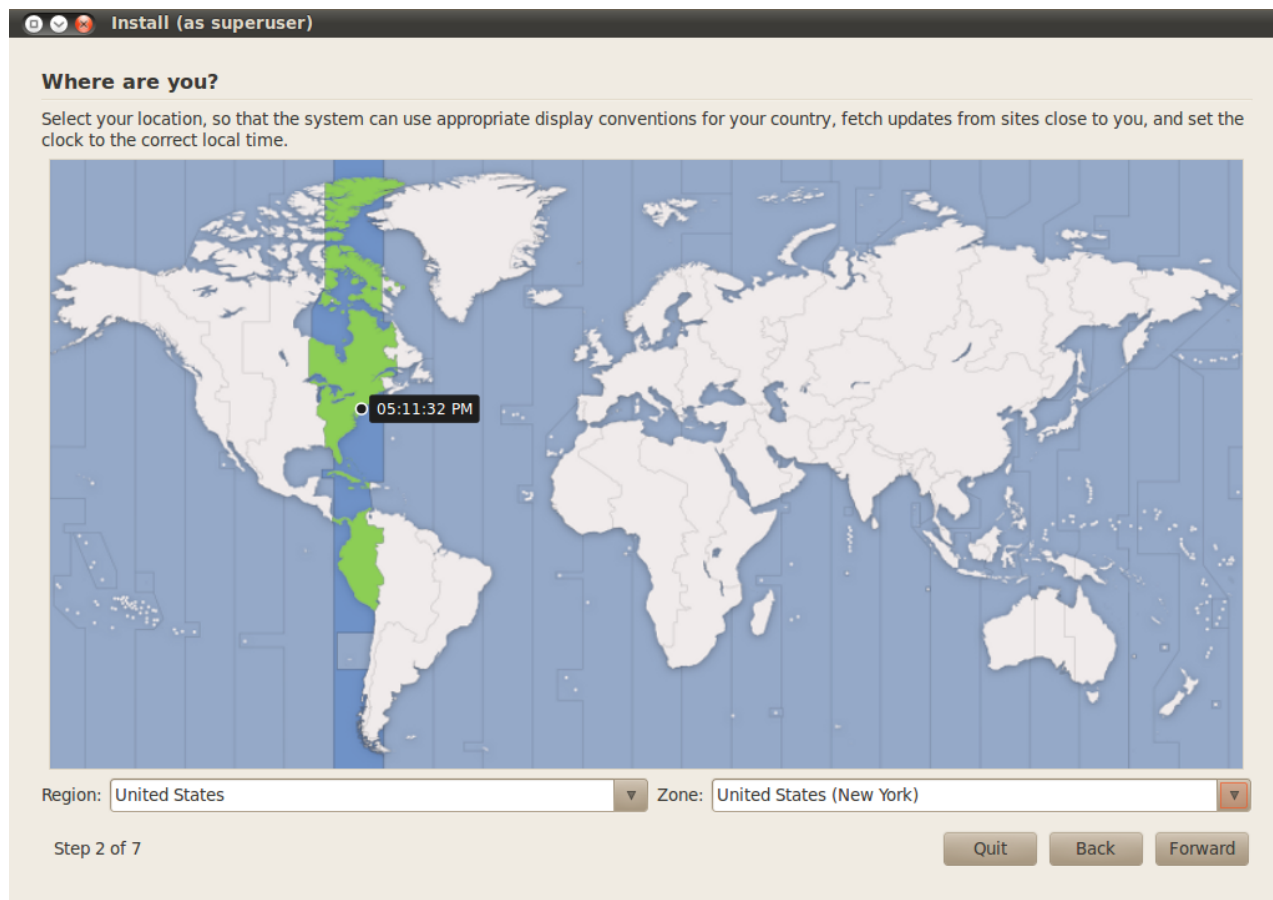 Install (as superuser)
Where are you?
Select your location, so that the system can use appropriate display conventions for your country, fetch updates from sites close to you, and set the
clock to the correct local time.
05:11:32 PM
Region: United States Zone: United States (New York)
Step 2 of 7 Quit Back Forward